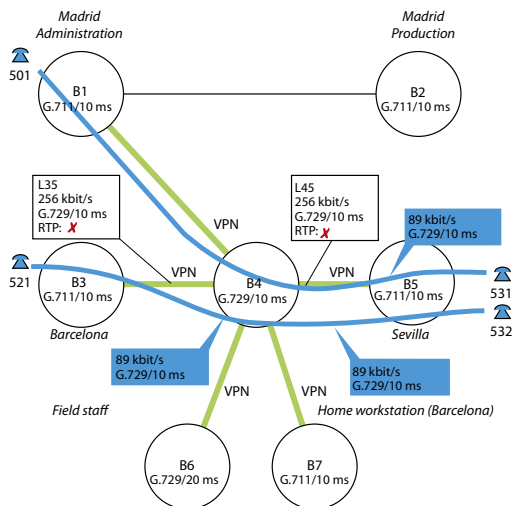 Madrid
Administration
Madrid
Production
501
B1
G.711/10 ms
B2
G.711/10 ms
L35
256 kbit/s
G.729/10 ms
RTP: ✗
L45
256 kbit/s
G.729/10 ms
RTP: ✗
VPN
89 kbit/s
G.729/10 ms
521
B3
G.711/10 ms
VPN
B4
G.729/10 ms
VPN
B5
G.711/10 ms
531
532
Barcelona
Sevilla
89 kbit/s
G.729/10 ms
89 kbit/s
G.729/10 ms
VPN
VPN
Field staff
Home workstation (Barcelona)
B6
G.729/20 ms
B7
G.711/10 ms